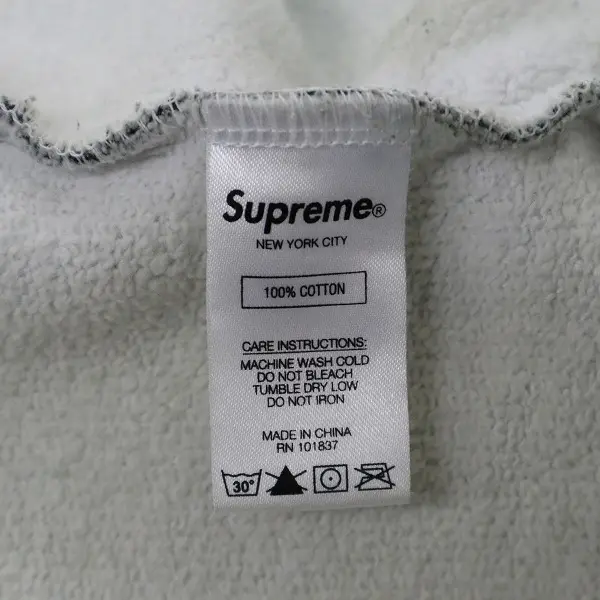 Supreme®
NEW YORK CITY
100% COTTON
CARE INSTRUCTIONS:
MACHINE WASH COLD
DO NOT BLEACH
TUMBLE DRY LOW
DO NOT IRON
MADE IN CHINA
RN 101837
30°